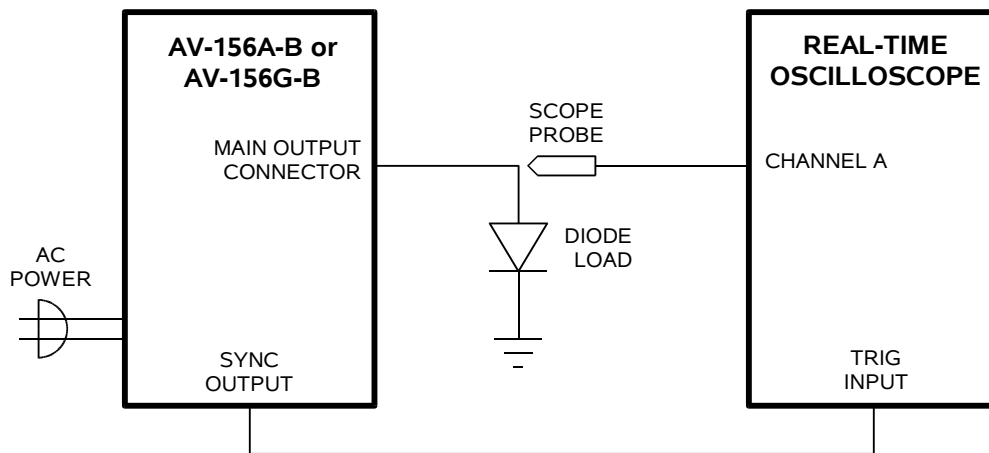 AV-156A-B or
AV-156G-B
MAIN OUTPUT
CONNECTOR
AC
POWER
SYNC
OUTPUT
SCOPE
PROBE
DIODE
LOAD
REAL-TIME
OSCILLOSCOPE
CHANNEL A
TRIG
INPUT